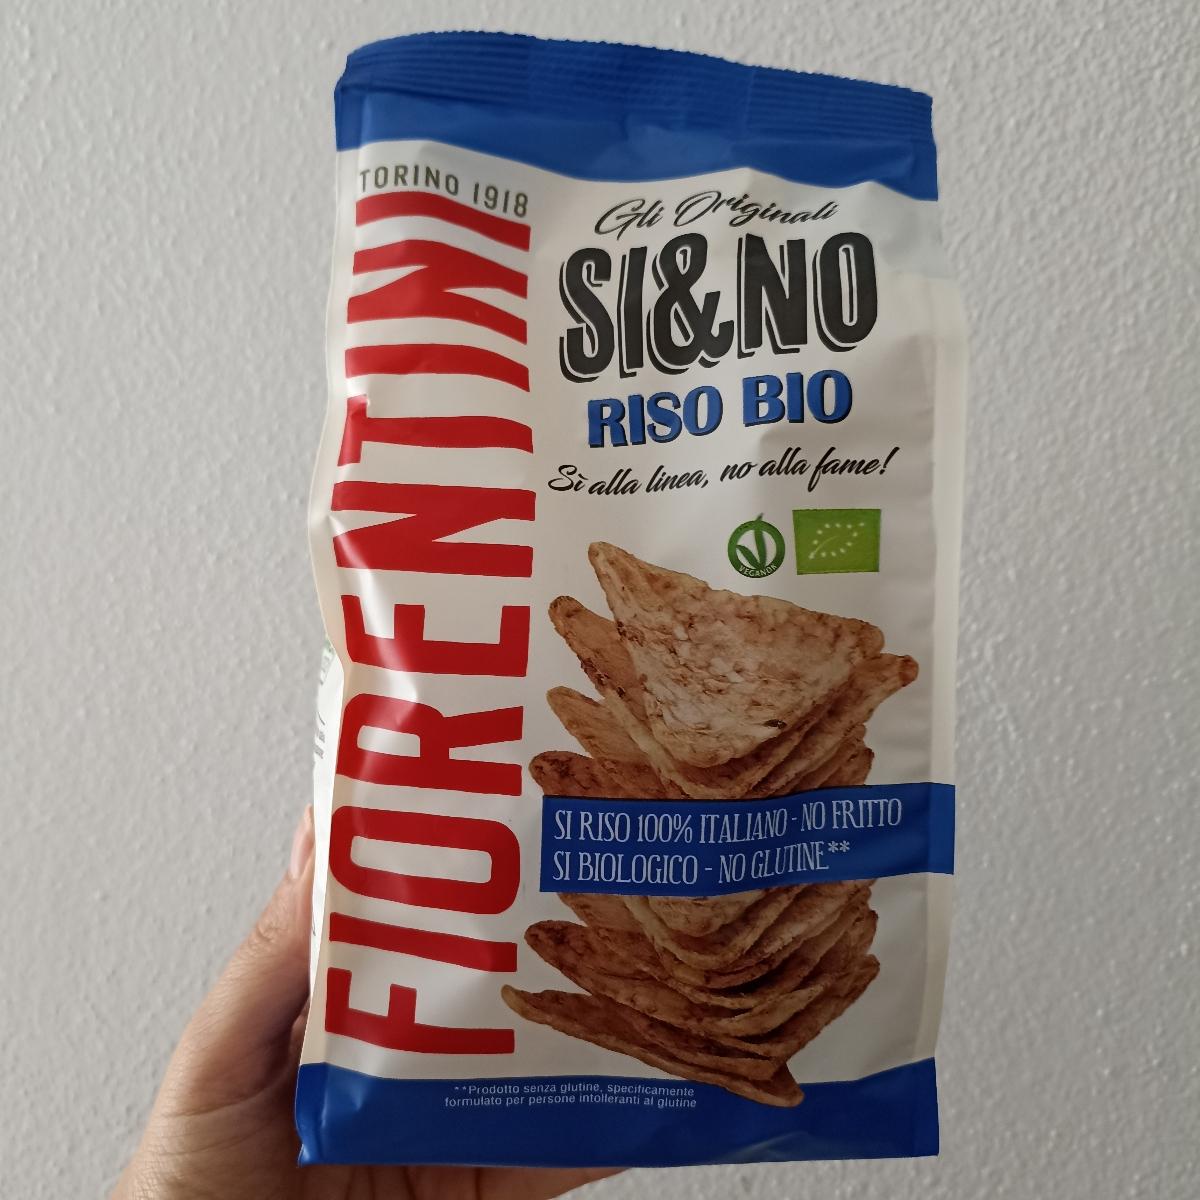 TORINO 1918
FIORENTINI
Gli Originali
SI&NO
RISO BIO
Sì alla linea, no alla fame!
VEGANOK
SI RISO 100% ITALIANO - NO FRITTO
SI BIOLOGICO - NO GLUTINE**
**Prodotto senza glutine, specificamente
formulato per persone intolleranti al glutine